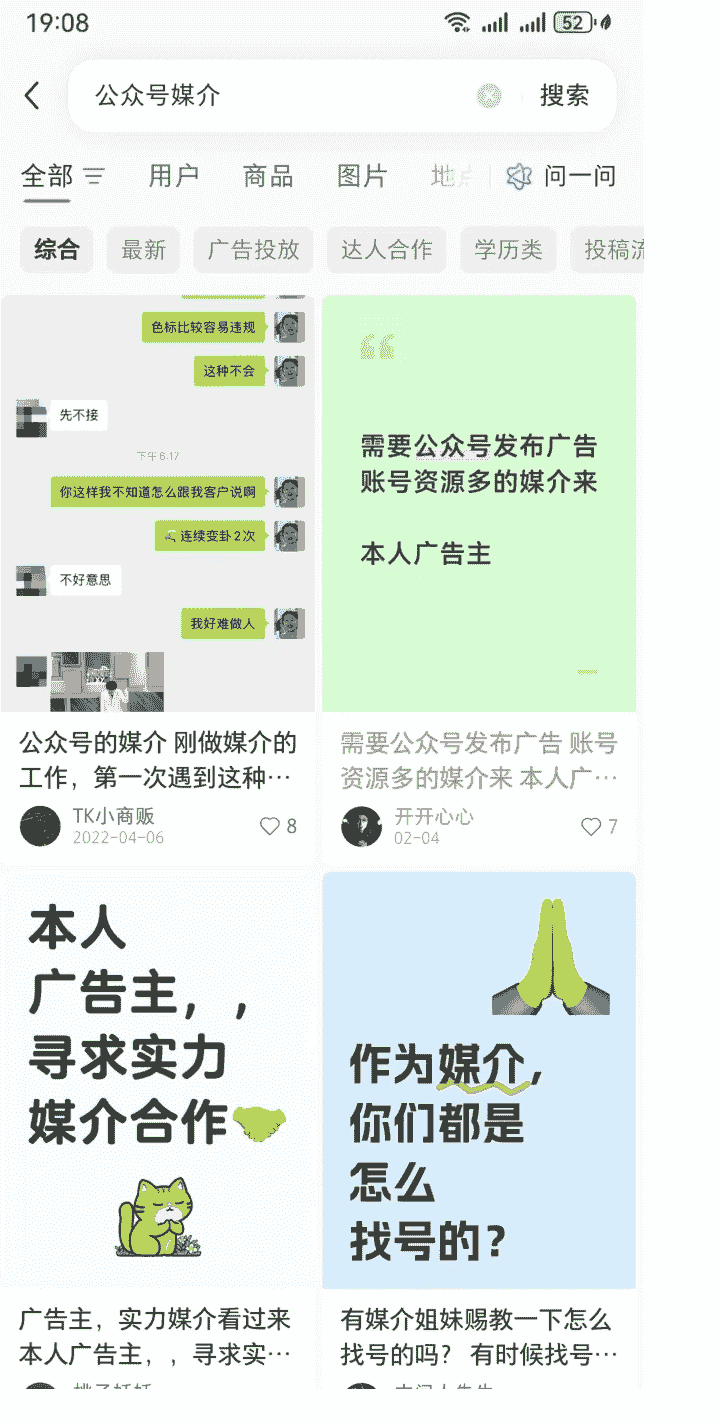 19:08
52
公众号媒介
搜索
全部 用户 商品 图片 地点 问一问
综合 最新 广告投放 达人合作 学历类 投稿流
色标比较容易违规
这种不会
先不接
下午 6:17
你这样我不知道怎么跟我客户说啊
连续变卦2次
不好意思
我好难做人
公众号的媒介 刚做媒介的
工作，第一次遇到这种…
TK小商贩
2022-04-06
8
需要公众号发布广告
账号资源多的媒介来
本人广告主
需要公众号发布广告 账号
资源多的媒介来 本人广…
开开心心
02-04
7
本人
广告主，，
寻求实力
媒介合作
广告主，实力媒介看过来
本人广告主，，寻求实…
作为媒介，
你们都是
怎么
找号的？
有媒介姐妹赐教一下怎么
找号的吗？ 有时候找号…